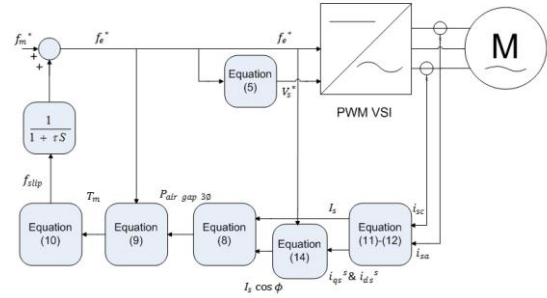 f_m* f_e* f_e*
+
+
Equation (5)
V_s*
PWM VSI
M
1
1 + τS
f_slip
T_m
P_air gap 3∅
I_s
i_sc
i_sa
Equation (10)
Equation (9)
Equation (8)
Equation (14)
Equation (11)-(12)
I_s cos ϕ
i_qs^s & i_ds^s